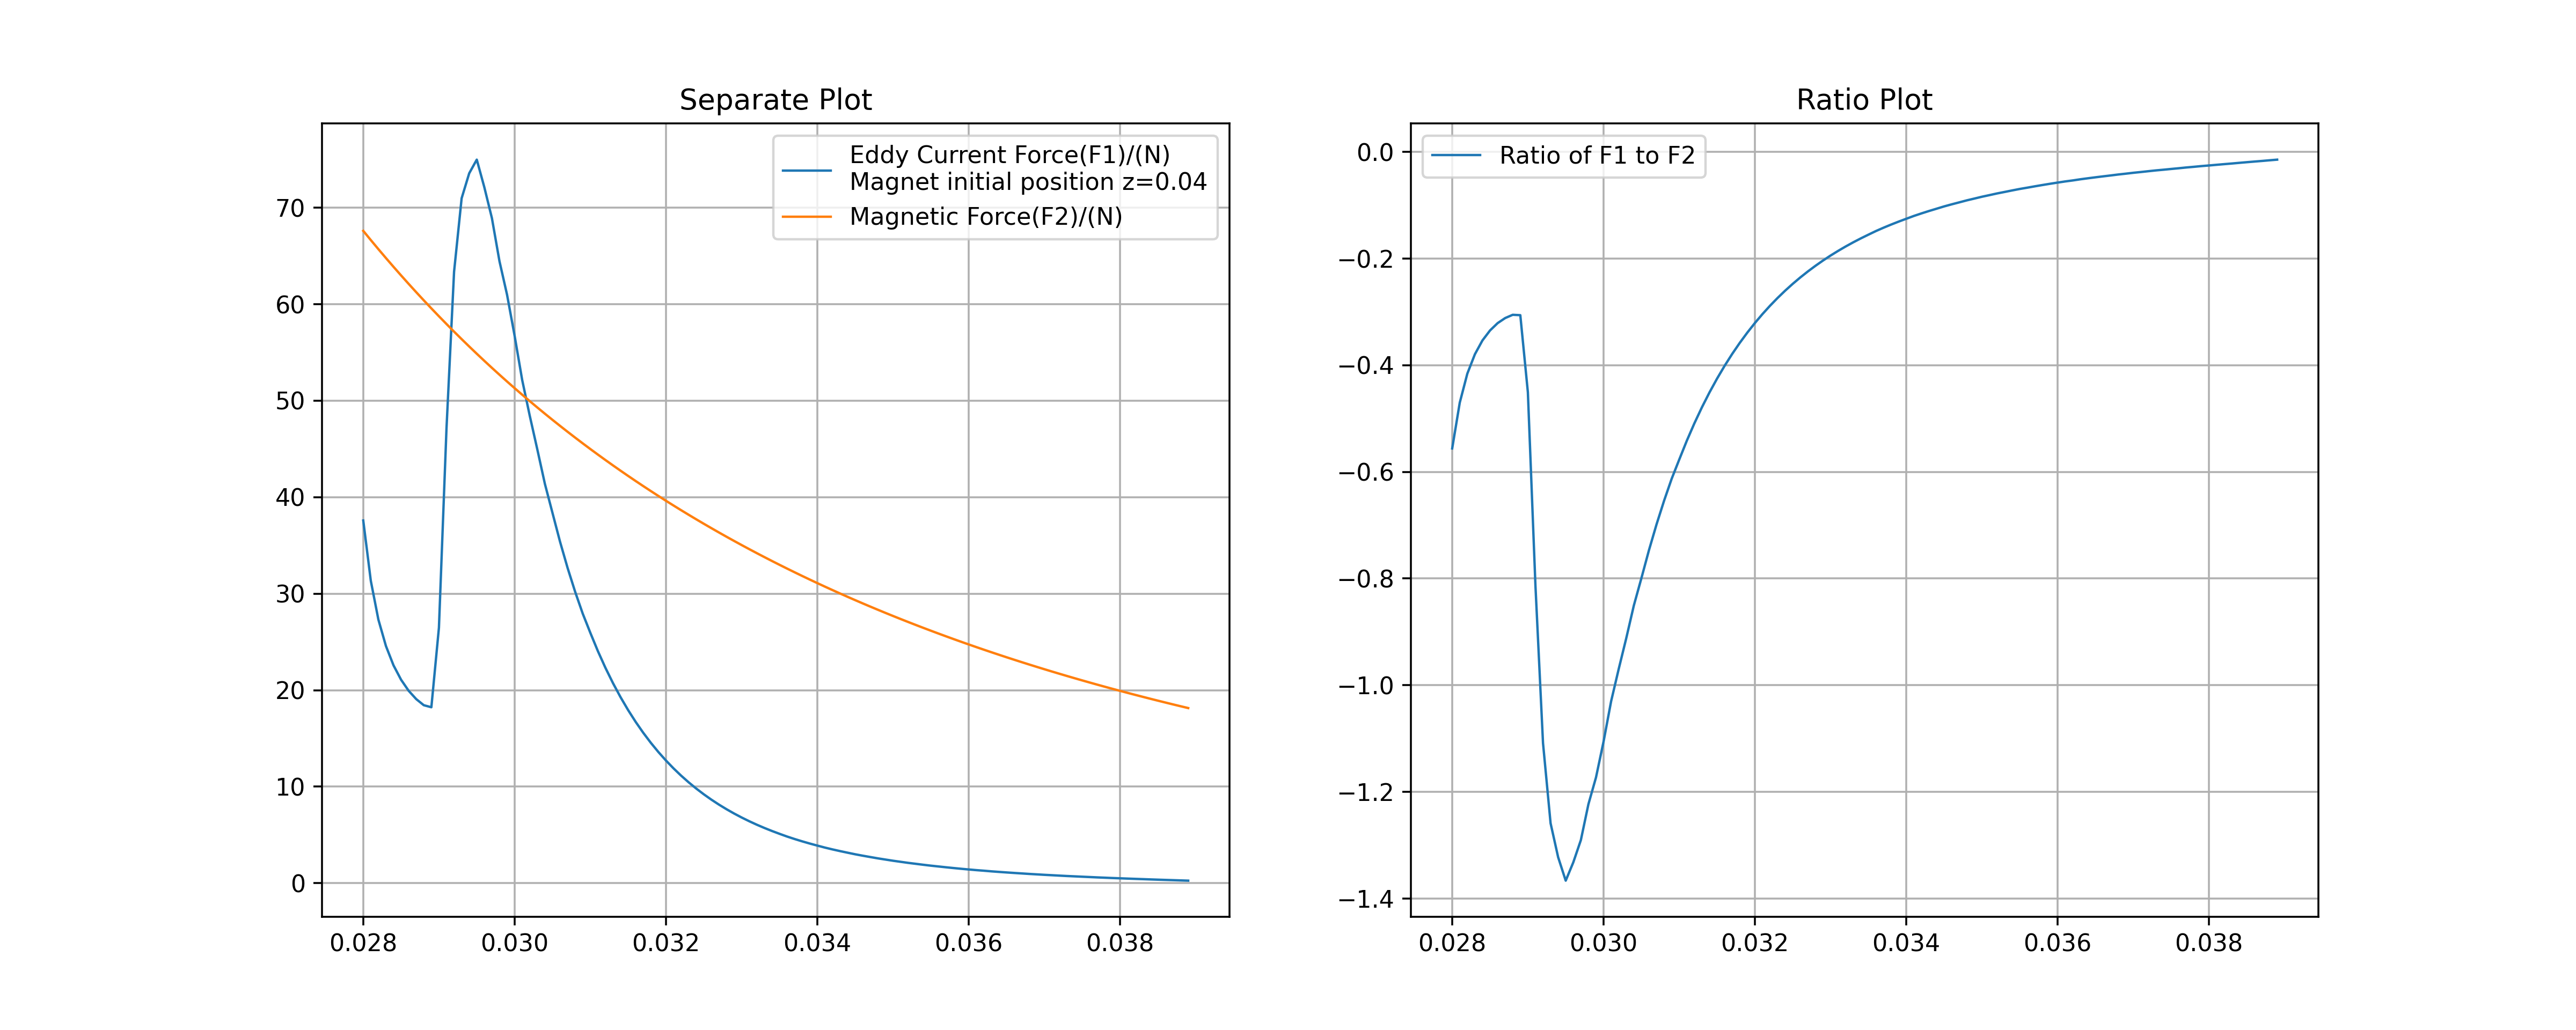 Separate Plot
Eddy Current Force(F1)/(N)
Magnet initial position z=0.04
Magnetic Force(F2)/(N)
70
60
50
40
30
20
10
0
0.028 0.030 0.032 0.034 0.036 0.038
Ratio Plot
Ratio of F1 to F2
0.0
−0.2
−0.4
−0.6
−0.8
−1.0
−1.2
−1.4
0.028 0.030 0.032 0.034 0.036 0.038